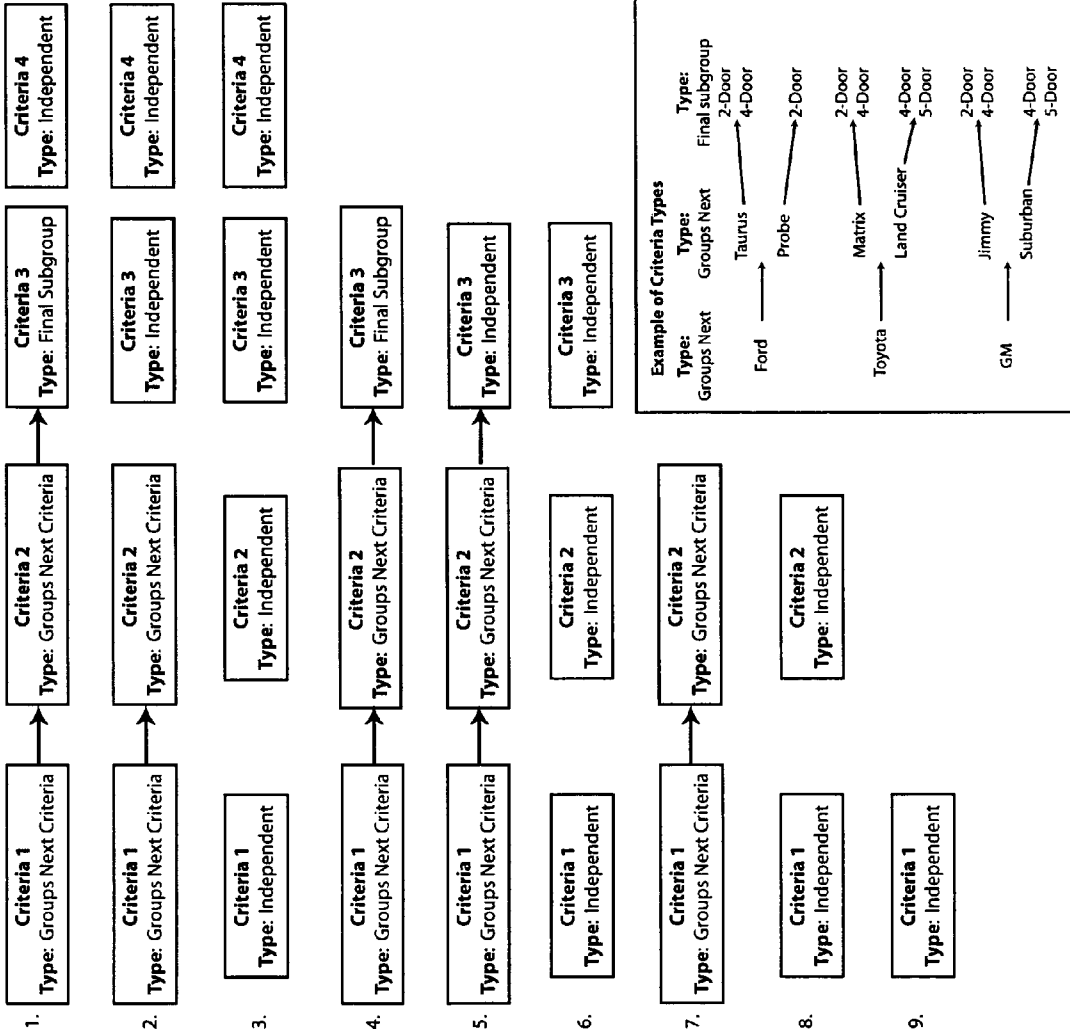 1.
Criteria 1
Type: Groups Next Criteria
Criteria 2
Type: Groups Next Criteria
Criteria 3
Type: Final Subgroup
Criteria 4
Type: Independent
2.
Criteria 1
Type: Groups Next Criteria
Criteria 2
Type: Groups Next Criteria
Criteria 3
Type: Independent
Criteria 4
Type: Independent
3.
Criteria 1
Type: Independent
Criteria 2
Type: Independent
Criteria 3
Type: Independent
Criteria 4
Type: Independent
4.
Criteria 1
Type: Groups Next Criteria
Criteria 2
Type: Groups Next Criteria
Criteria 3
Type: Final Subgroup
5.
Criteria 1
Type: Groups Next Criteria
Criteria 2
Type: Groups Next Criteria
Criteria 3
Type: Independent
6.
Criteria 1
Type: Independent
Criteria 2
Type: Independent
Criteria 3
Type: Independent
7.
Criteria 1
Type: Groups Next Criteria
Criteria 2
Type: Groups Next Criteria
8.
Criteria 1
Type: Independent
Criteria 2
Type: Independent
9.
Criteria 1
Type: Independent
Example of Criteria Types
Type:
Groups Next
Type:
Groups Next
Type:
Final subgroup
Ford
Taurus
2-Door
4-Door
Probe
2-Door
Toyota
Matrix
2-Door
4-Door
Land Cruiser
4-Door
5-Door
GM
Jimmy
2-Door
4-Door
Suburban
4-Door
5-Door